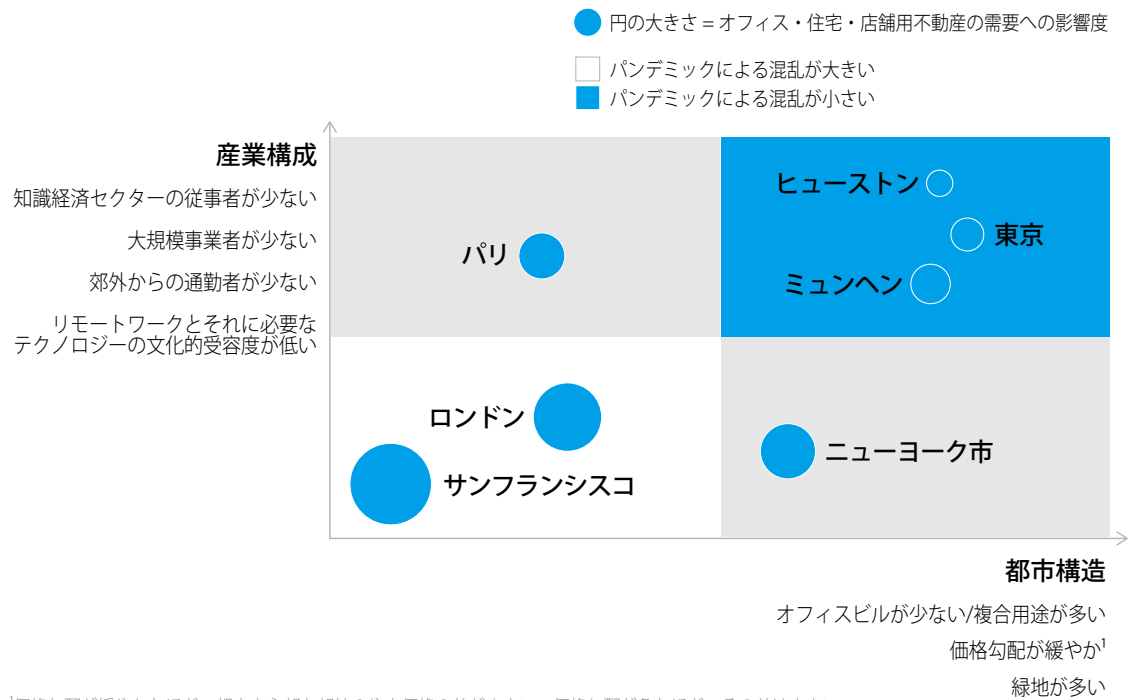 円の大きさ = オフィス・住宅・店舗用不動産の需要への影響度
パンデミックによる混乱が大きい
パンデミックによる混乱が小さい
産業構成
知識経済セクターの従事者が少ない
大規模事業者が少ない
郊外からの通勤者が少ない
リモートワークとそれに必要な
テクノロジーの文化的受容度が低い
ヒューストン
東京
パリ
ミュンヘン
ロンドン
ニューヨーク市
サンフランシスコ
都市構造
オフィスビルが少ない/複合用途が多い
価格勾配が緩やか¹
緑地が多い